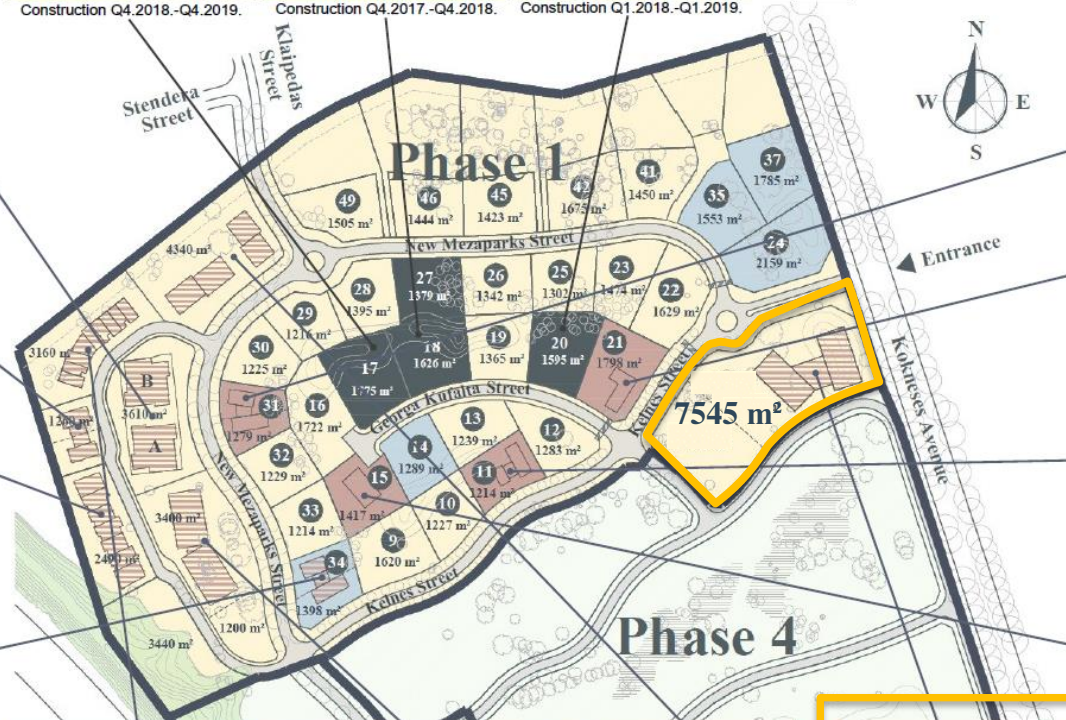 Construction Q4.2018.-Q4.2019.
Construction Q4.2017.-Q4.2018.
Construction Q1.2018.-Q1.2019.
Klaipedas
Street
Stendera
Street
N
W
E
S
Phase 1
37
1785 m²
41
1450 m²
42
1675 m²
45
1423 m²
46
1444 m²
49
1505 m²
35
1553 m²
24
2159 m²
Entrance
4340 m²
New Mezaparks Street
27
1379 m²
26
1342 m²
25
1302 m²
23
1474 m²
22
1629 m²
28
1395 m²
29
1216 m²
30
1225 m²
19
1365 m²
20
1595 m²
21
1798 m²
18
1626 m²
17
1775 m²
3160 m²
B
3610 m²
A
31
1279 m²
16
1722 m²
Georga Kufalta Street
Kelnes Street
Kokneses Avenue
7545 m²
13
1239 m²
12
1283 m²
14
1289 m²
11
1214 m²
32
1229 m²
15
1417 m²
10
1227 m²
New Mezaparks Street
33
1214 m²
9
1620 m²
3400 m²
34
1398 m²
Kelnes Street
1200 m²
3440 m²
Phase 4